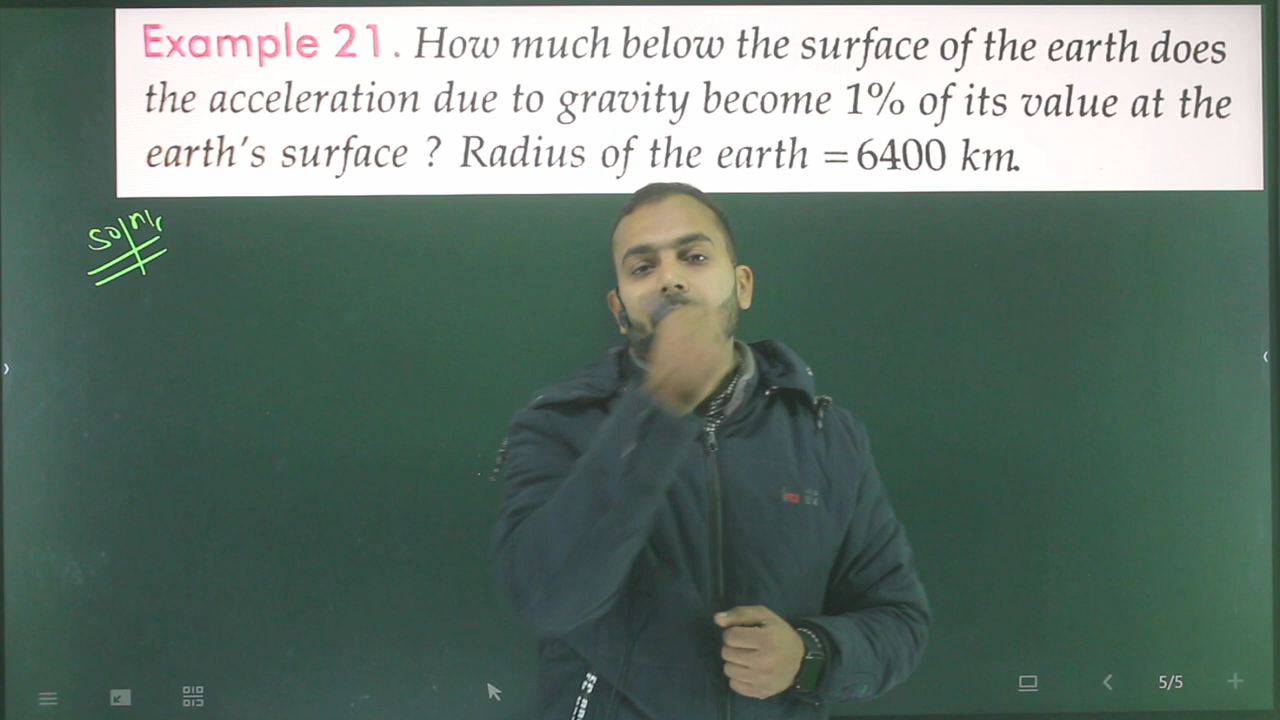 Example 21. How much below the surface of the earth does
the acceleration due to gravity become 1% of its value at the
earth's surface ? Radius of the earth = 6400 km.
Soln
5/5